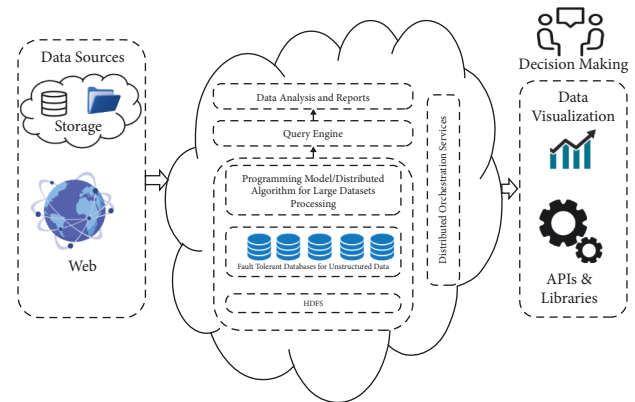 Data Sources
Storage
Web
Data Analysis and Reports
Query Engine
Programming Model/Distributed
Algorithm for Large Datasets
Processing
Fault Tolerant Databases for Unstructured Data
HDFS
Distributed Orchestration Services
Decision Making
Data
Visualization
APIs &
Libraries